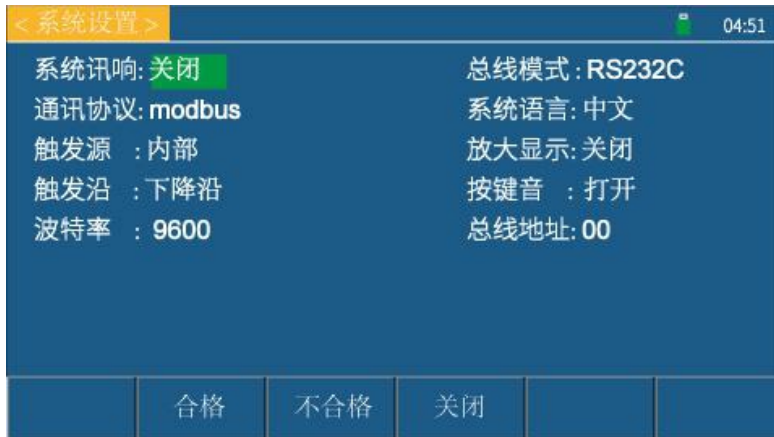 <系统设置> 04:51
系统讯响:关闭 总线模式:RS232C
通讯协议:modbus 系统语言:中文
触发源 :内部 放大显示:关闭
触发沿 :下降沿 按键音 :打开
波特率 : 9600 总线地址:00
合格 不合格 关闭